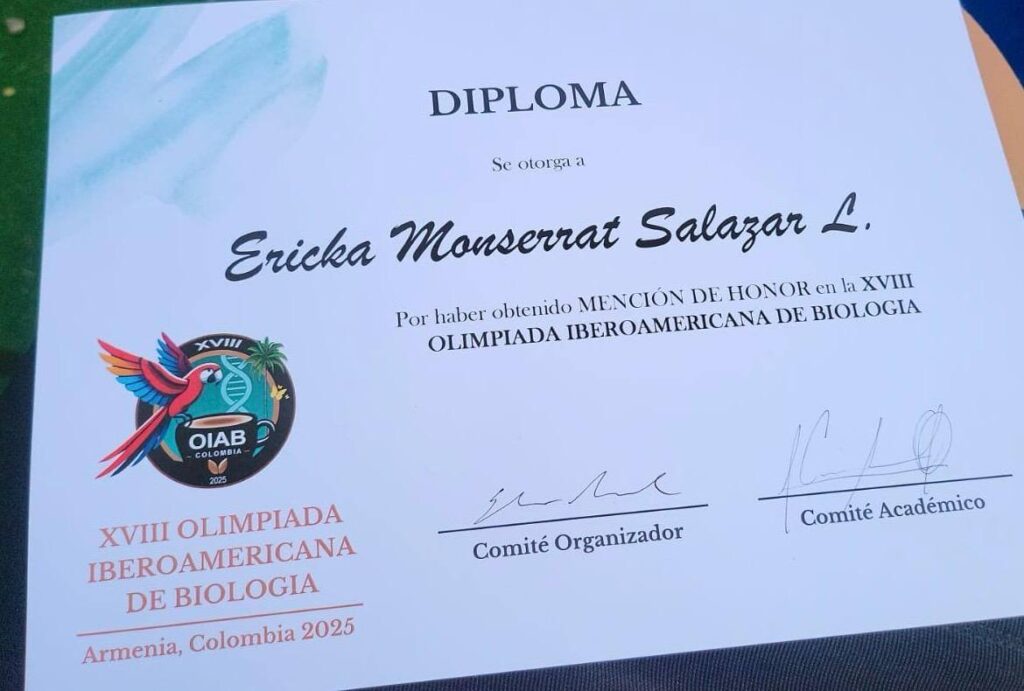 DIPLOMA
Se otorga a
Ericka Monserrat Salazar L.
Por haber obtenido MENCIÓN DE HONOR en la XVIII
OLIMPIADA IBEROAMERICANA DE BIOLOGIA
XVIII
OIAB
COLOMBIA
2025
XVIII OLIMPIADA
IBEROAMERICANA
DE BIOLOGIA
Armenia, Colombia 2025
Comité Organizador
Comité Académico